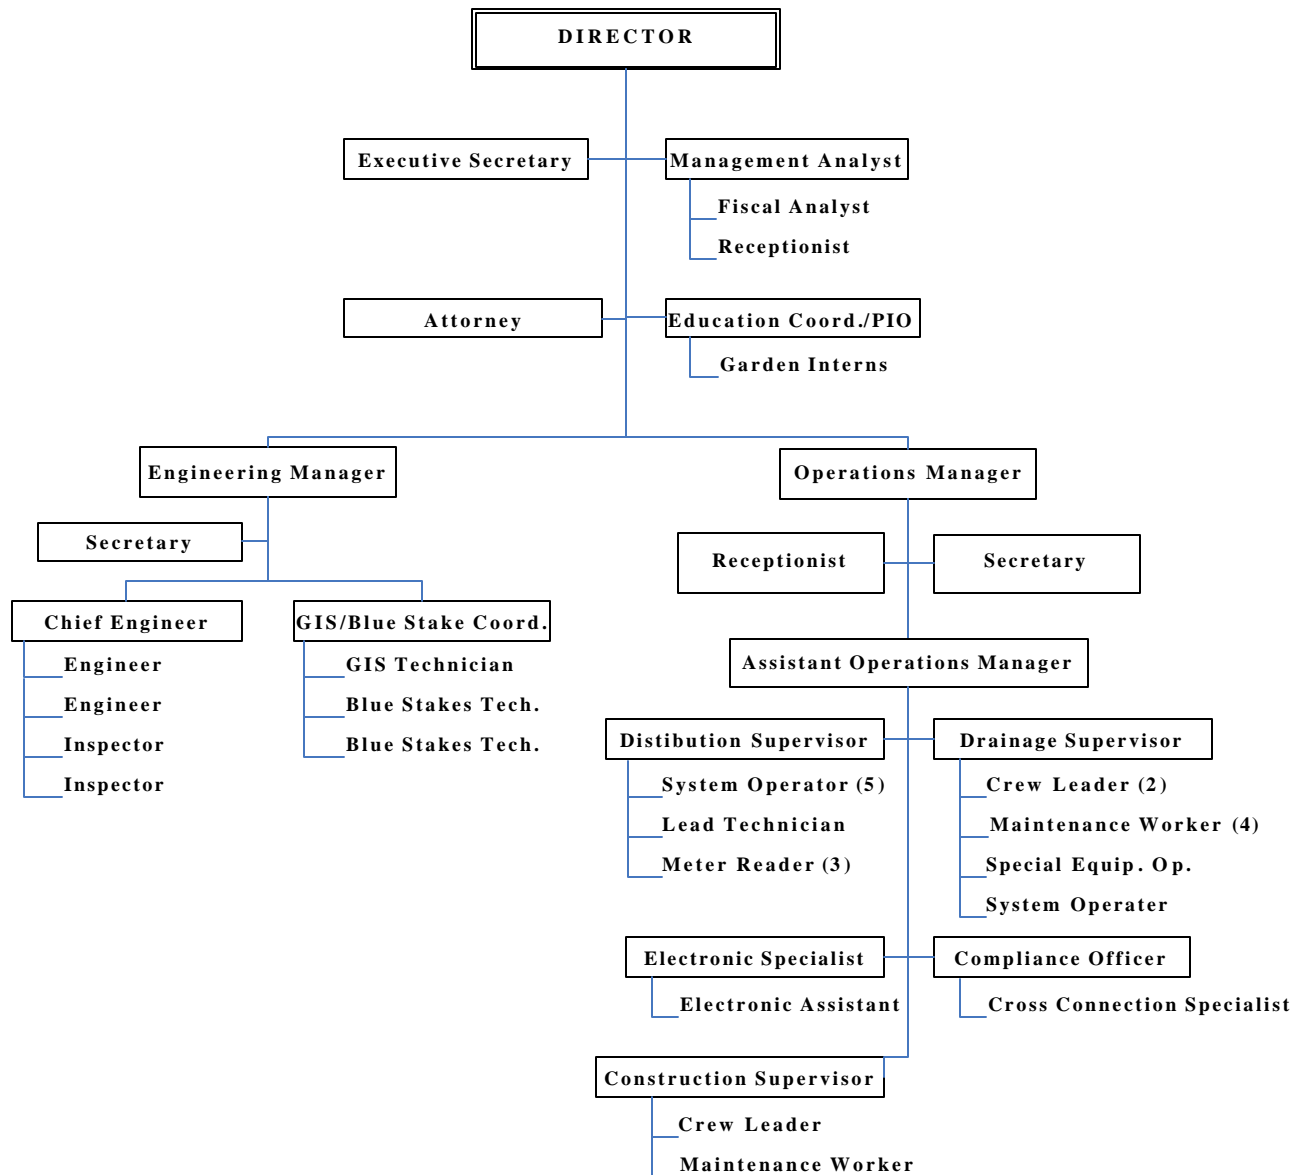 DIRECTOR
Executive Secretary
Management Analyst
Fiscal Analyst
Receptionist
Attorney
Education Coord./PIO
Garden Interns
Engineering Manager
Operations Manager
Secretary
Receptionist
Secretary
Chief Engineer
GIS/Blue Stake Coord.
Engineer
Engineer
Inspector
Inspector
GIS Technician
Blue Stakes Tech.
Blue Stakes Tech.
Assistant Operations Manager
Distibution Supervisor
Drainage Supervisor
System Operator (5)
Lead Technician
Meter Reader (3)
Crew Leader (2)
Maintenance Worker (4)
Special Equip. Op.
System Operater
Electronic Specialist
Compliance Officer
Electronic Assistant
Cross Connection Specialist
Construction Supervisor
Crew Leader
Maintenance Worker